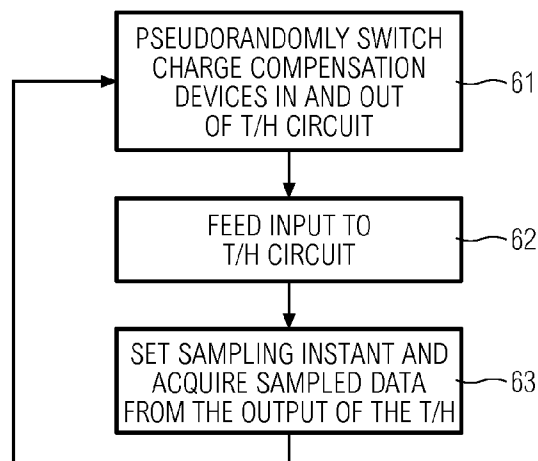 PSEUDORANDOMLY SWITCH
CHARGE COMPENSATION
DEVICES IN AND OUT
OF T/H CIRCUIT
61
FEED INPUT TO
T/H CIRCUIT
62
SET SAMPLING INSTANT AND
ACQUIRE SAMPLED DATA
FROM THE OUTPUT OF THE T/H
63